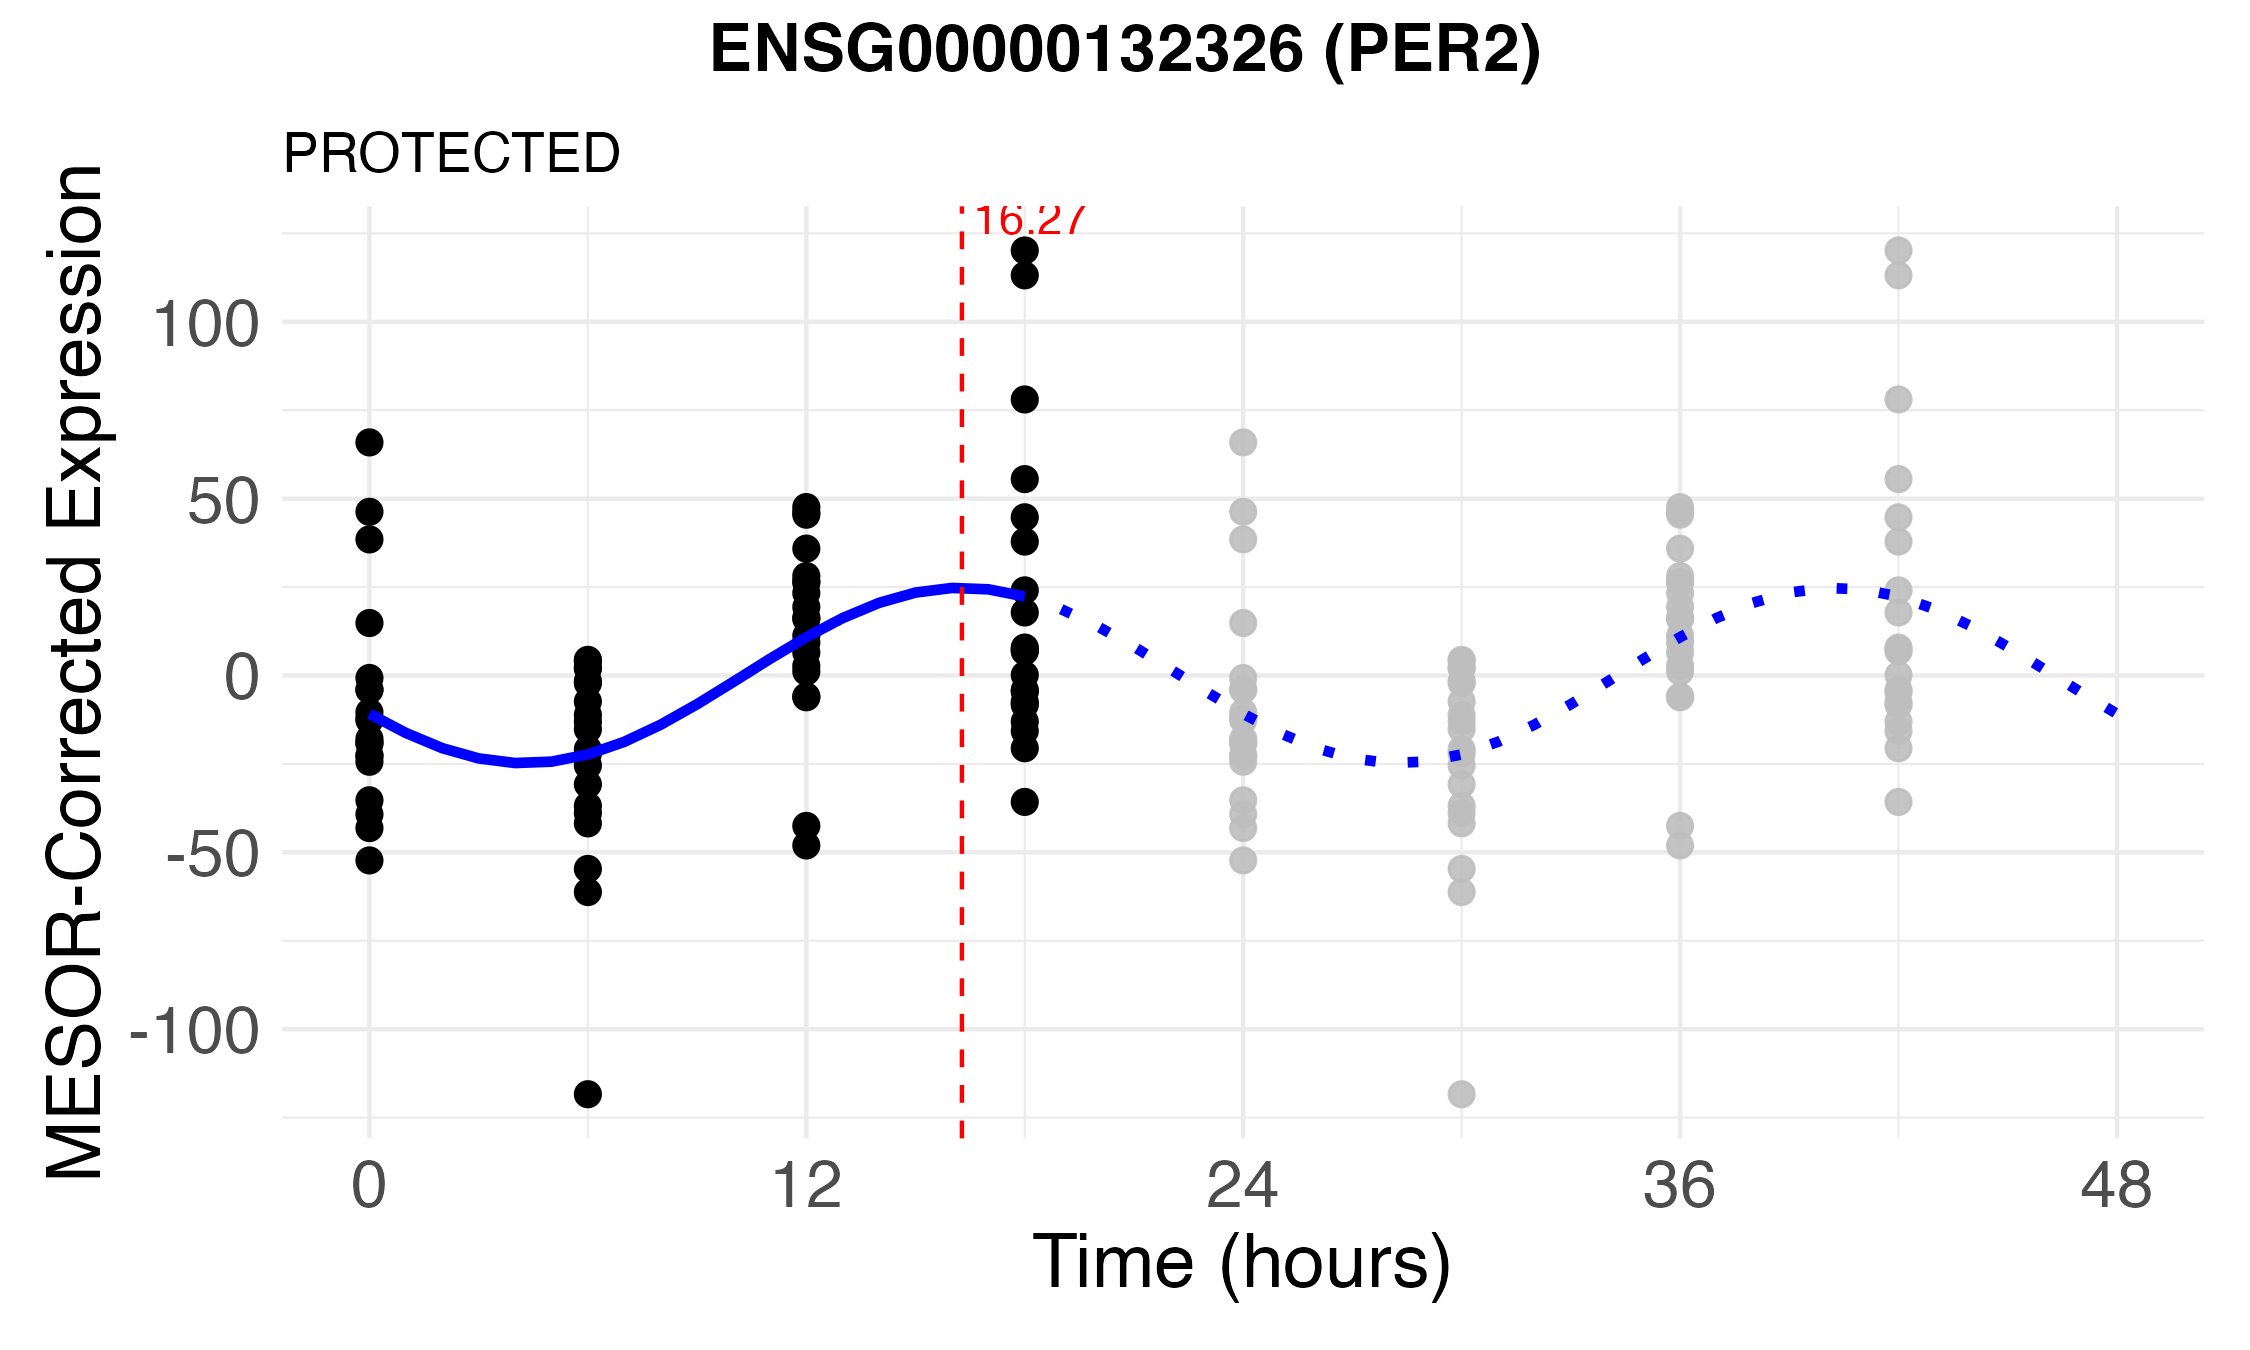 ENSG00000132326 (PER2)
PROTECTED
16.27
MESOR-Corrected Expression
100
50
0
-50
-100
0 12 24 36 48
Time (hours)